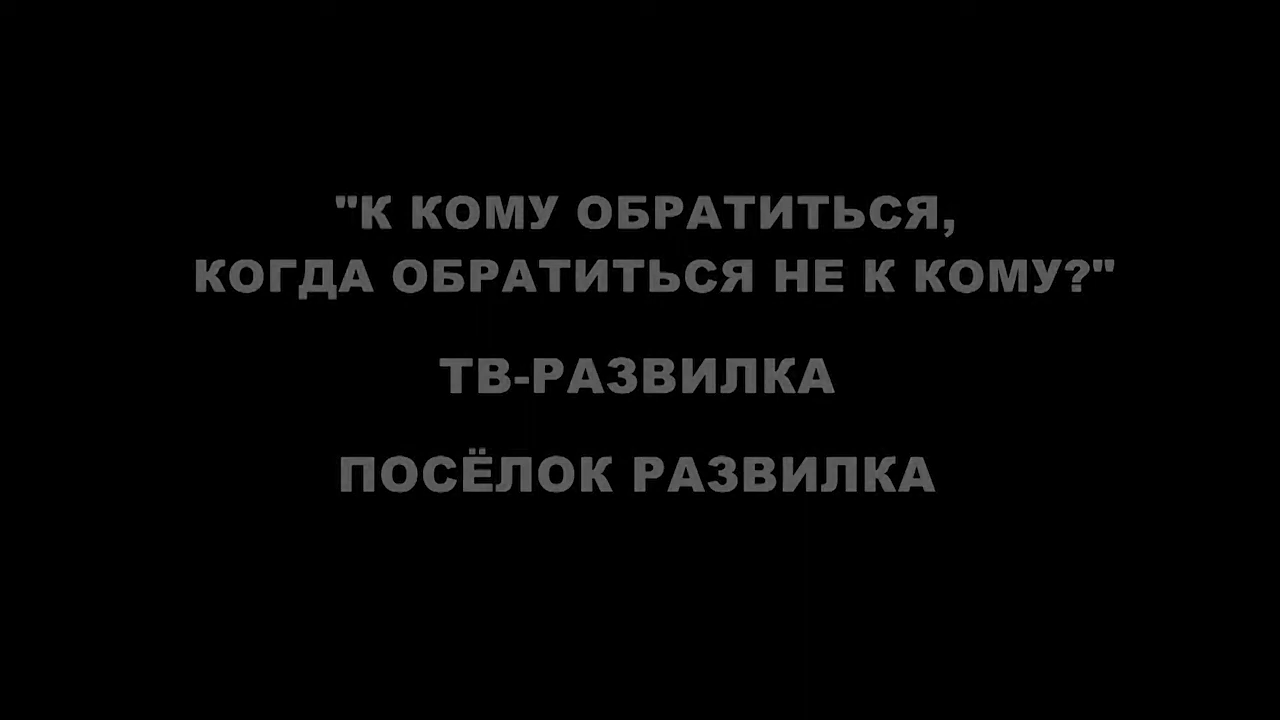 "К КОМУ ОБРАТИТЬСЯ,
КОГДА ОБРАТИТЬСЯ НЕ К КОМУ?"
ТВ-РАЗВИЛКА
ПОСЁЛОК РАЗВИЛКА